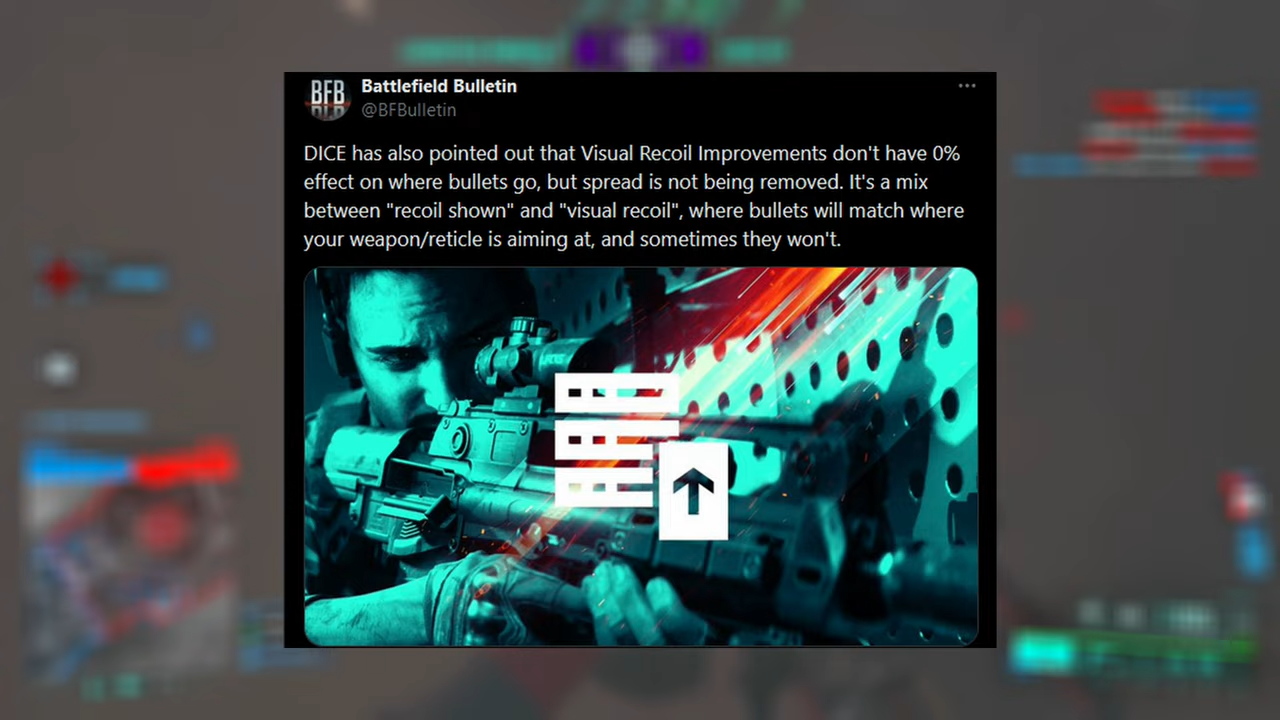 BFB
Battlefield Bulletin
@BFBulletin
DICE has also pointed out that Visual Recoil Improvements don't have 0%
effect on where bullets go, but spread is not being removed. It's a mix
between "recoil shown" and "visual recoil", where bullets will match where
your weapon/reticle is aiming at, and sometimes they won't.